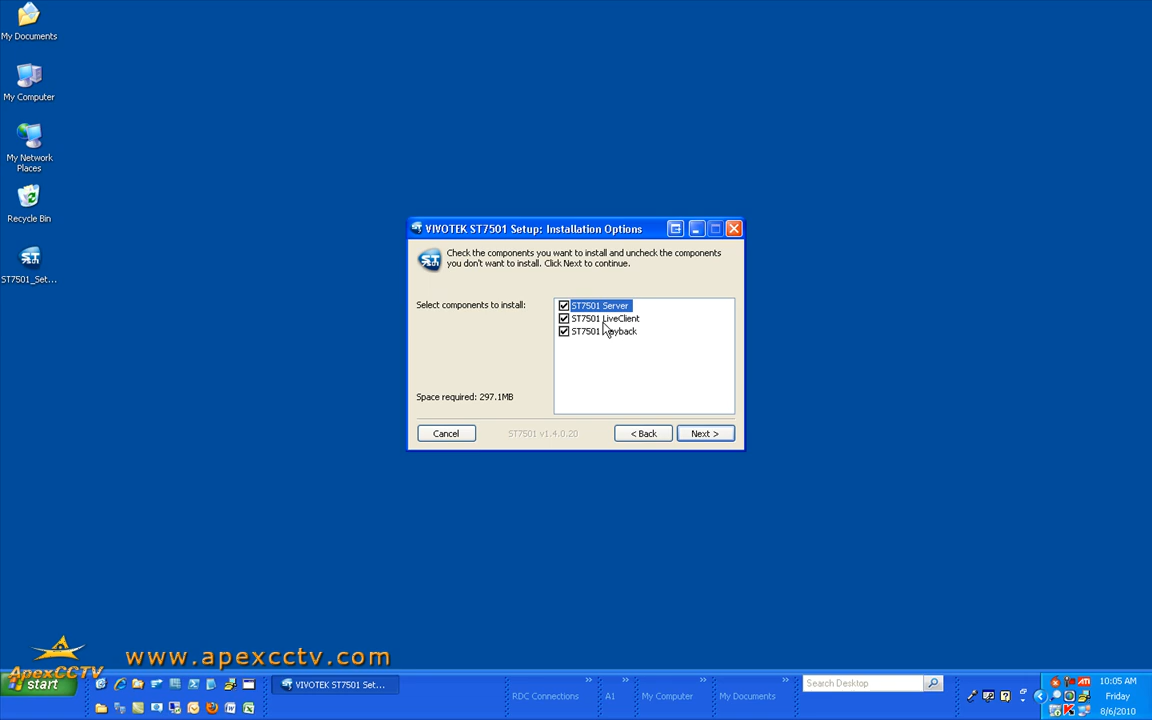 My Documents
My Computer
My Network
Places
Recycle Bin
ST7501_Set...
VIVOTEK ST7501 Setup: Installation Options
Check the components you want to install and uncheck the components
you don't want to install. Click Next to continue.
Select components to install:
ST7501 Server
ST7501 LiveClient
ST7501
Space required: 297.1MB
Cancel
ST7501 v1.4.0.20
< Back
Next >
ApexCCTV
www.apexcctv.com
start
VIVOTEK ST7501 Set...
RDC Connections
A1
My Computer
My Documents
Search Desktop
10:05 AM
Friday
8/6/2010